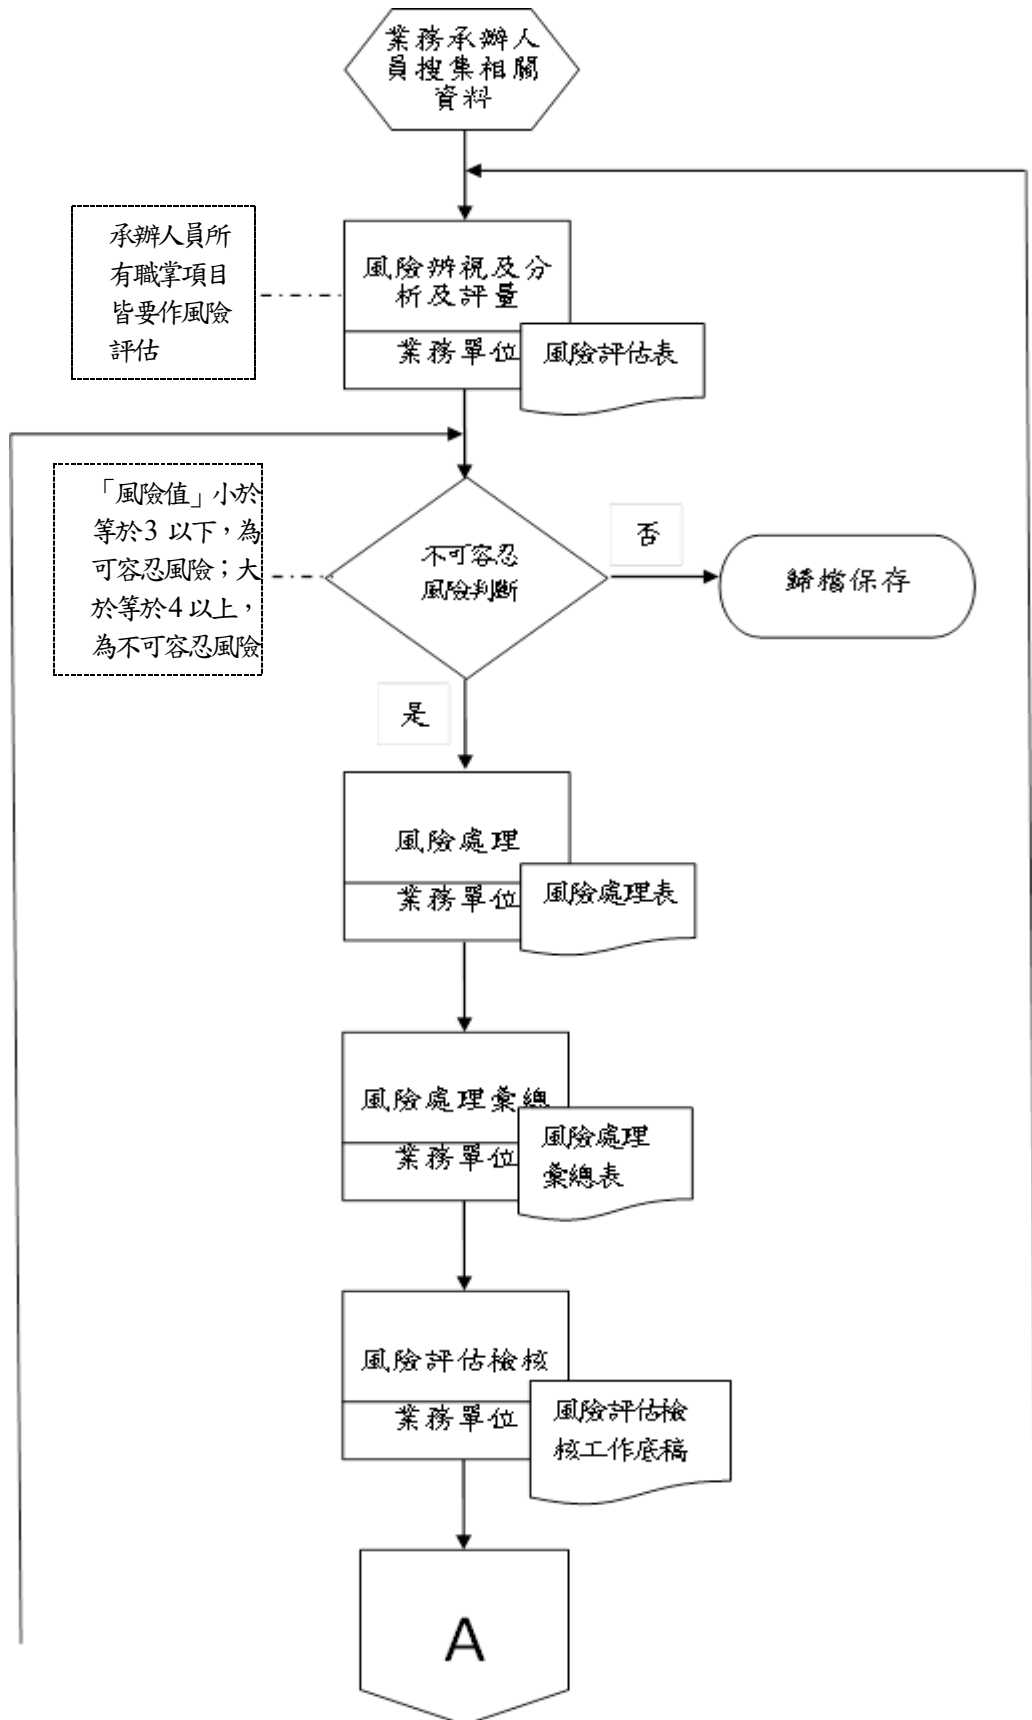 業務承辦人
員搜集相關
資料
承辦人員所
有職掌項目
皆要作風險
評估
風險辨視及分
析及評量
業務單位
風險評估表
「風險值」小於
等於3 以下，為
可容忍風險；大
於等於4 以上，
為不可容忍風險
不可容忍
風險判斷
否
歸檔保存
是
風險處理
業務單位
風險處理表
風險處理彙總
業務單位
風險處理
彙總表
風險評估檢核
業務單位
風險評估檢
核工作底稿
A